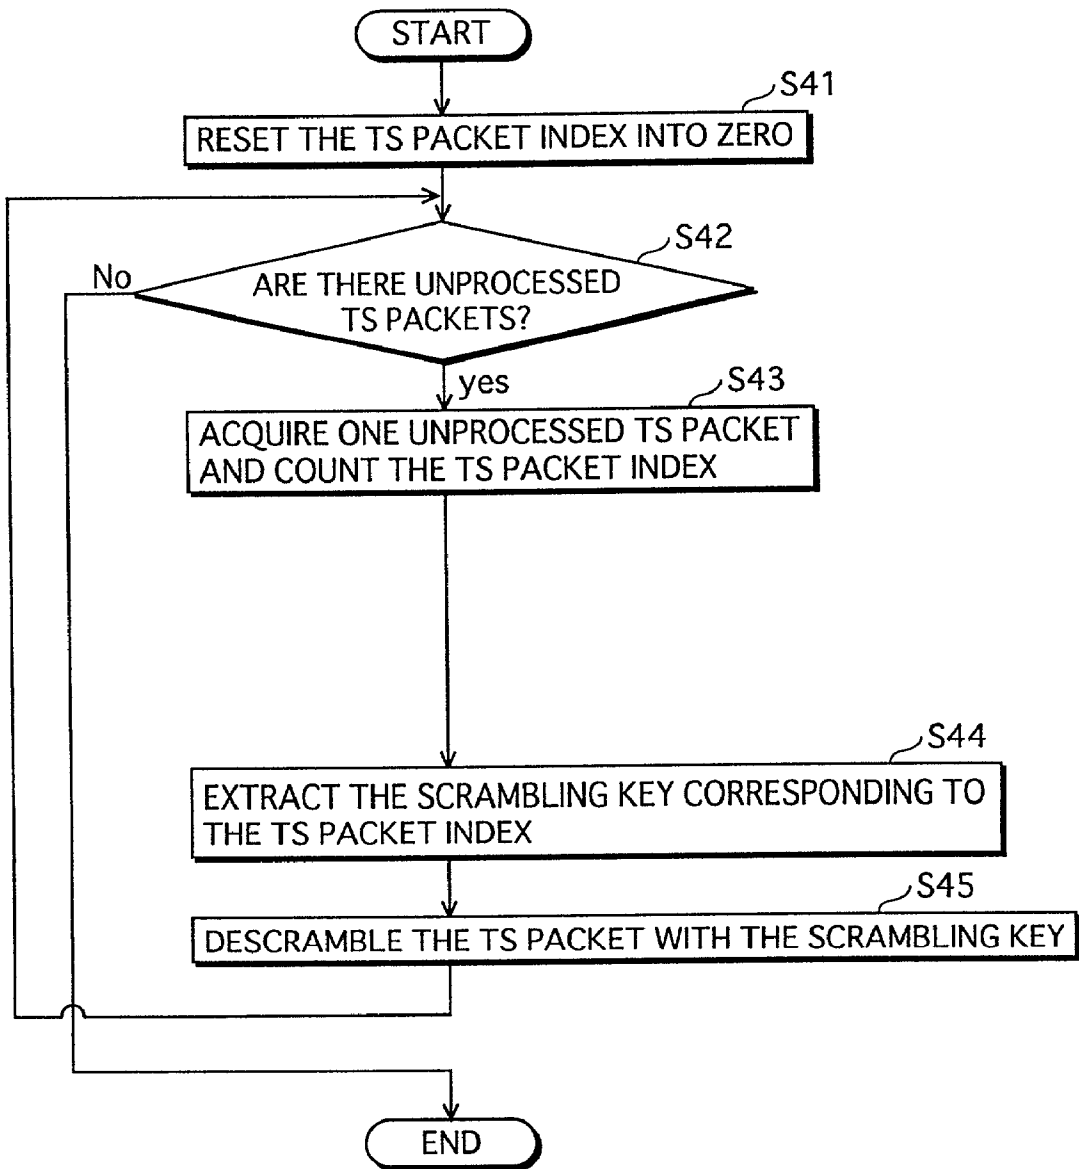 START
S41
RESET THE TS PACKET INDEX INTO ZERO
S42
No
ARE THERE UNPROCESSED
TS PACKETS?
yes
S43
ACQUIRE ONE UNPROCESSED TS PACKET
AND COUNT THE TS PACKET INDEX
S44
EXTRACT THE SCRAMBLING KEY CORRESPONDING TO
THE TS PACKET INDEX
S45
DESCRAMBLE THE TS PACKET WITH THE SCRAMBLING KEY
END